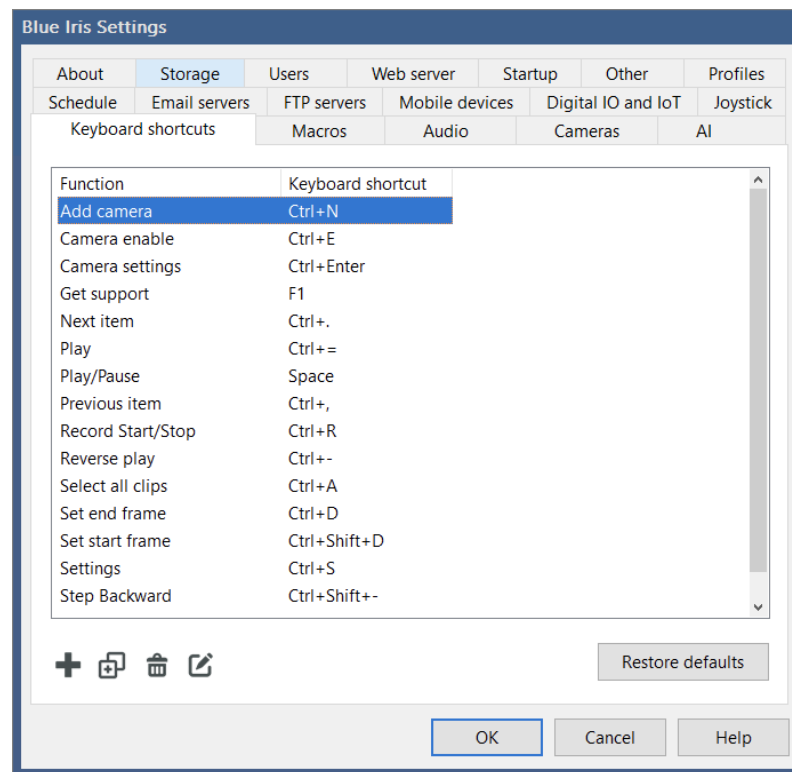 Blue Iris Settings
About Storage Users Web server Startup Other Profiles
Schedule Email servers FTP servers Mobile devices Digital IO and IoT Joystick
Keyboard shortcuts Macros Audio Cameras AI
Function Keyboard shortcut
Add camera Ctrl+N
Camera enable Ctrl+E
Camera settings Ctrl+Enter
Get support F1
Next item Ctrl+.
Play Ctrl+=
Play/Pause Space
Previous item Ctrl+,
Record Start/Stop Ctrl+R
Reverse play Ctrl+-
Select all clips Ctrl+A
Set end frame Ctrl+D
Set start frame Ctrl+Shift+D
Settings Ctrl+S
Step Backward Ctrl+Shift+-
Restore defaults
OK Cancel Help